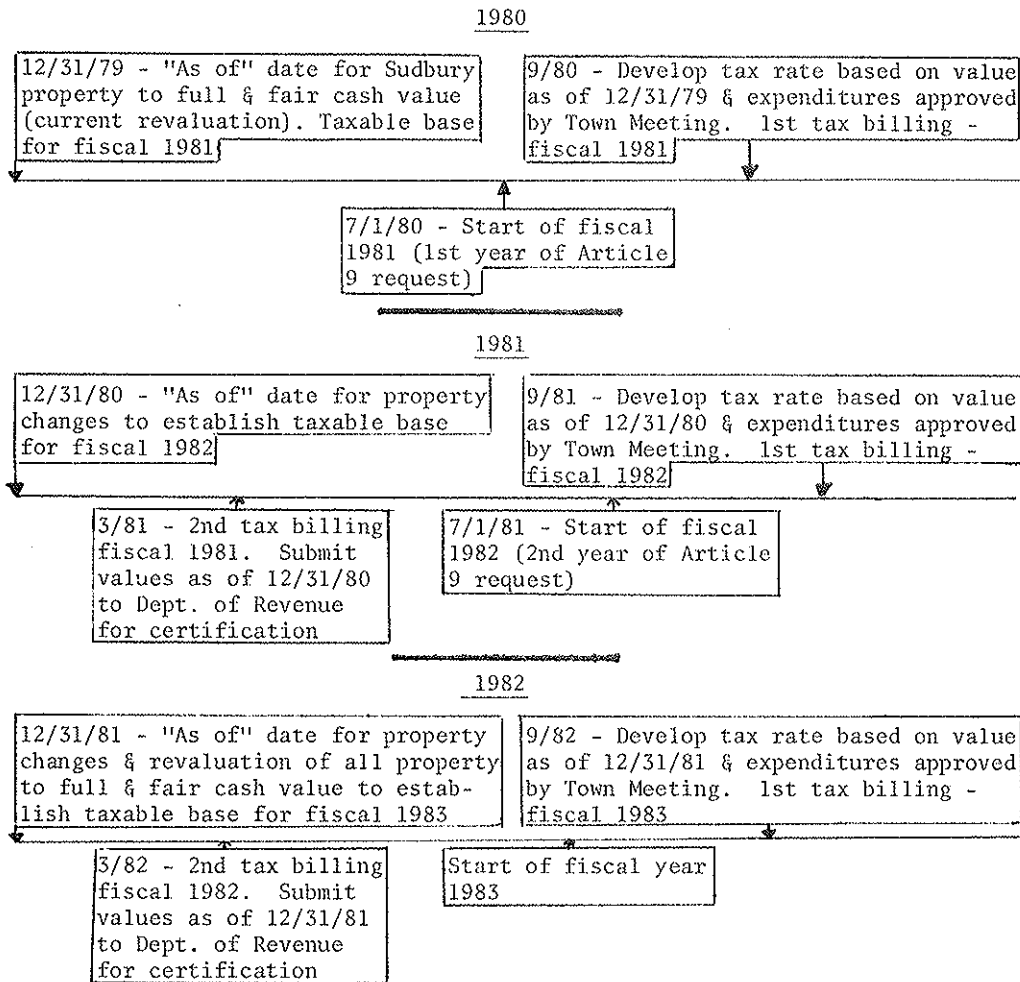 1980
12/31/79 - "As of" date for Sudbury
property to full & fair cash value
(current revaluation). Taxable base
for fiscal 1981
9/80 - Develop tax rate based on value
as of 12/31/79 & expenditures approved
by Town Meeting. 1st tax billing -
fiscal 1981
7/1/80 - Start of fiscal
1981 (1st year of Article
9 request)
1981
12/31/80 - "As of" date for property
changes to establish taxable base
for fiscal 1982
9/81 - Develop tax rate based on value
as of 12/31/80 & expenditures approved
by Town Meeting. 1st tax billing -
fiscal 1982
3/81 - 2nd tax billing
fiscal 1981. Submit
values as of 12/31/80
to Dept. of Revenue
for certification
7/1/81 - Start of fiscal
1982 (2nd year of Article
9 request)
1982
12/31/81 - "As of" date for property
changes & revaluation of all property
to full & fair cash value to estab-
lish taxable base for fiscal 1983
9/82 - Develop tax rate based on value
as of 12/31/81 & expenditures approved
by Town Meeting. 1st tax billing -
fiscal 1983
3/82 - 2nd tax billing
fiscal 1982. Submit
values as of 12/31/81
to Dept. of Revenue
for certification
Start of fiscal year
1983